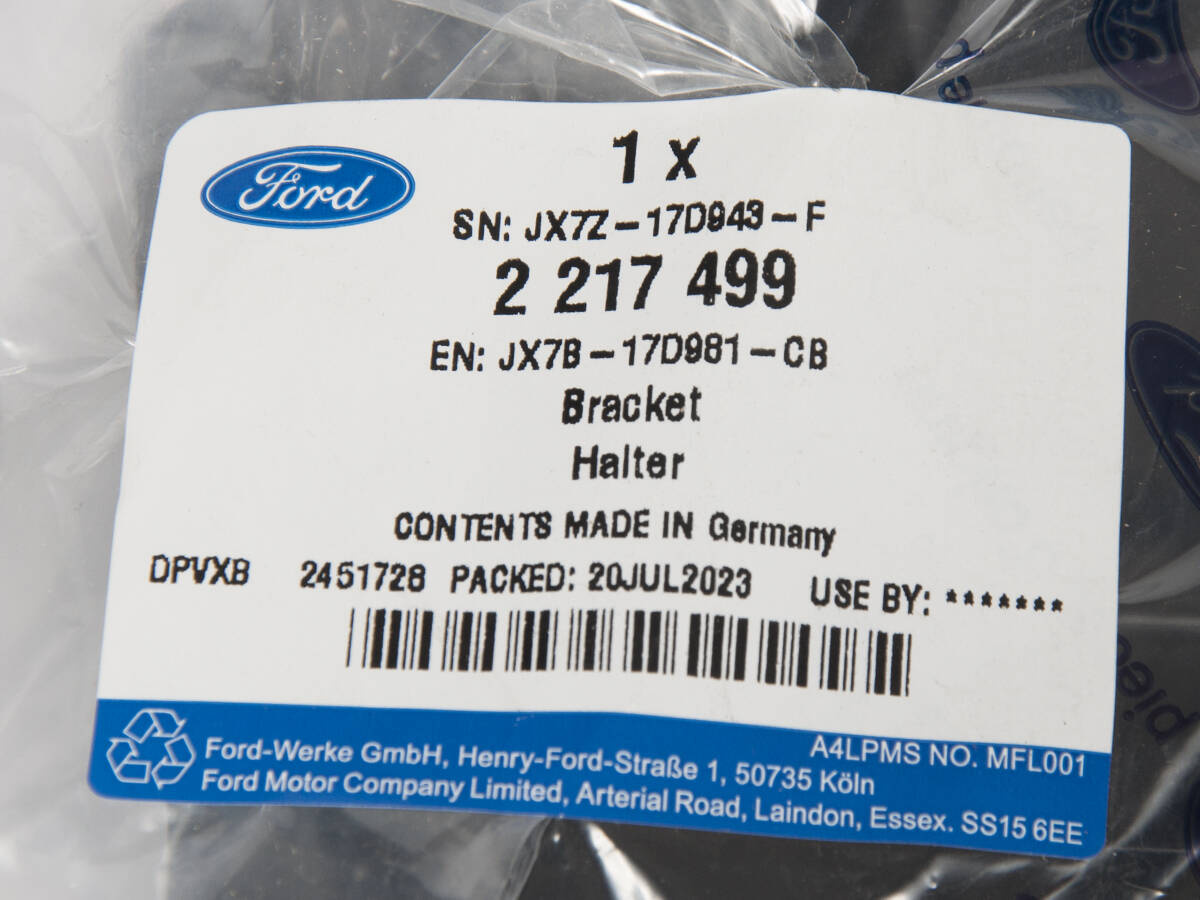 Ford
1 x
SN: JX7Z-17D943-F
2 217 499
EN: JX7B-17D981-CB
Bracket
Halter
CONTENTS MADE IN Germany
DPVXB 2451728 PACKED: 20JUL2023 USE BY: *******
A4LPMS NO. MFL001
Ford-Werke GmbH, Henry-Ford-Straße 1, 50735 Köln
Ford Motor Company Limited, Arterial Road, Laindon, Essex. SS15 6EE